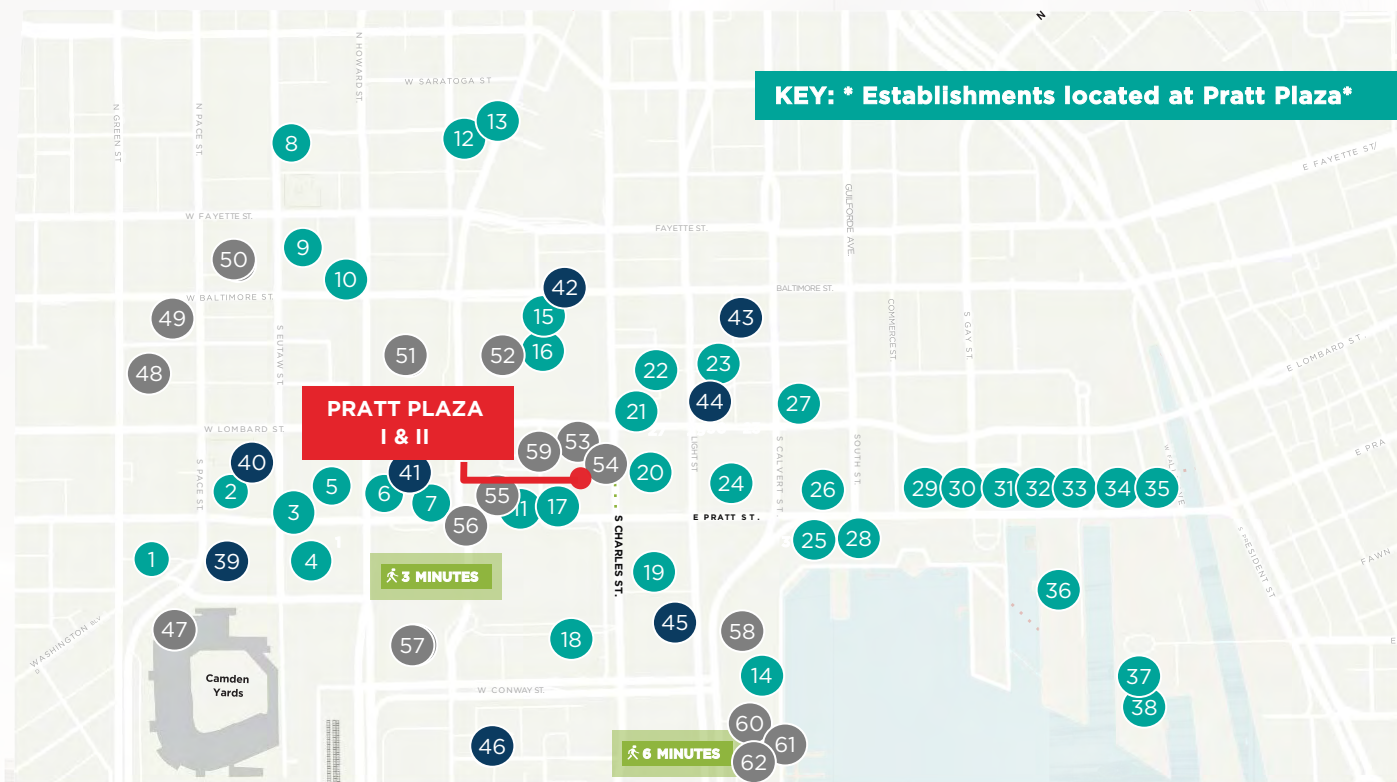 N
KEY: * Establishments located at Pratt Plaza*
N GREEN ST.
N PACE ST.
N HOWARD ST.
W SARATOGA ST
8
12
13
E FAYETTE ST/
W FAYETTE ST.
FAYETTE ST.
GUILFORDE AVE.
50
9
10
W BALTIMORE ST.
BALTIMORE ST.
42
15
43
49
48
51
52
16
22
23
44
21
27
S EUTAW ST.
COMMERCE ST.
S GAY ST.
E LOMBARD ST.
PRATT PLAZA
I & II
W LOMBARD ST.
59
53
54
40
2
5
41
6
7
55
11
17
56
3
20
24
26
29
30
31
32
33
34
35
S PACE ST.
LIGHT ST.
S CALVERT ST.
SOUTH ST.
E PRA
E PRATT ST.
S CHARLES ST.
1
39
4
3 MINUTES
19
25
28
36
S PRESIDENT ST.
FAWN
WASHINGTON BLV
D
47
57
18
45
58
14
37
38
E
Camden
Yards
W CONWAY ST.
46
6 MINUTES
60
61
62